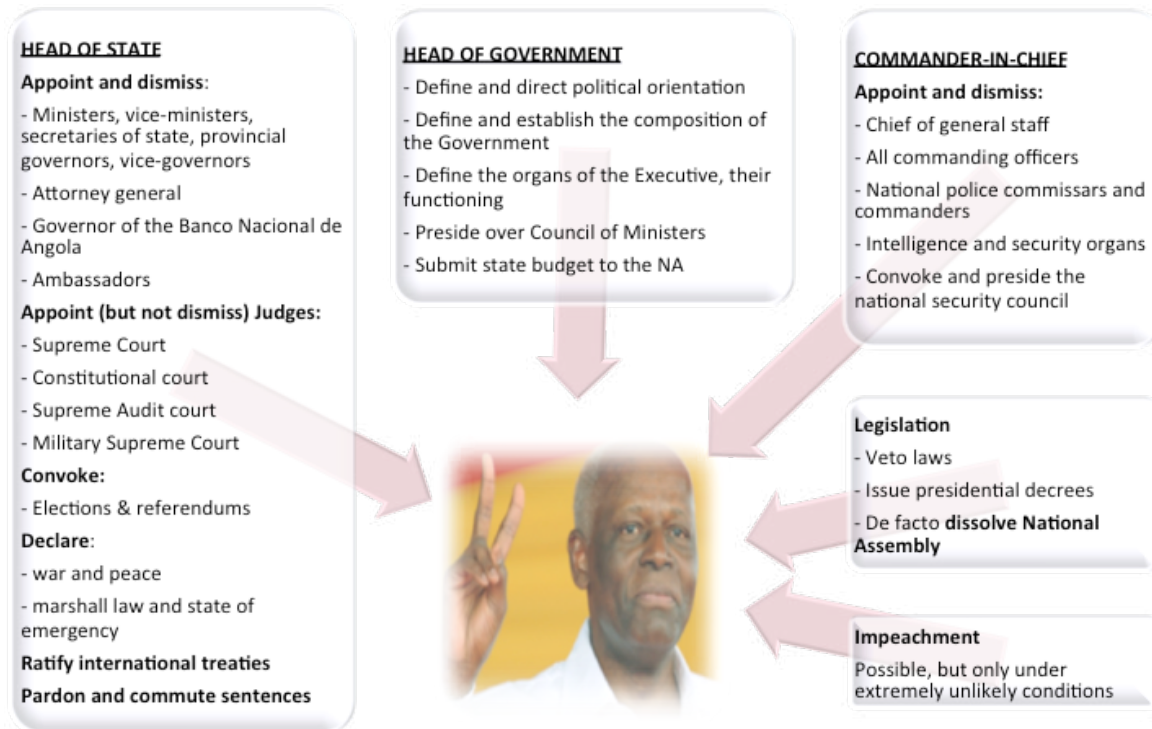 HEAD OF STATE
Appoint and dismiss:
- Ministers, vice-ministers,
secretaries of state, provincial
governors, vice-governors
- Attorney general
- Governor of the Banco Nacional de
Angola
- Ambassadors
Appoint (but not dismiss) Judges:
- Supreme Court
- Constitutional court
- Supreme Audit court
- Military Supreme Court
Convoke:
- Elections & referendums
Declare:
- war and peace
- marshall law and state of
emergency
Ratify international treaties
Pardon and commute sentences
HEAD OF GOVERNMENT
- Define and direct political orientation
- Define and establish the composition of
the Government
- Define the organs of the Executive, their
functioning
- Preside over Council of Ministers
- Submit state budget to the NA
COMMANDER-IN-CHIEF
Appoint and dismiss:
- Chief of general staff
- All commanding officers
- National police commissars and
commanders
- Intelligence and security organs
- Convoke and preside the
national security council
Legislation
- Veto laws
- Issue presidential decrees
- De facto dissolve National
Assembly
Impeachment
Possible, but only under
extremely unlikely conditions